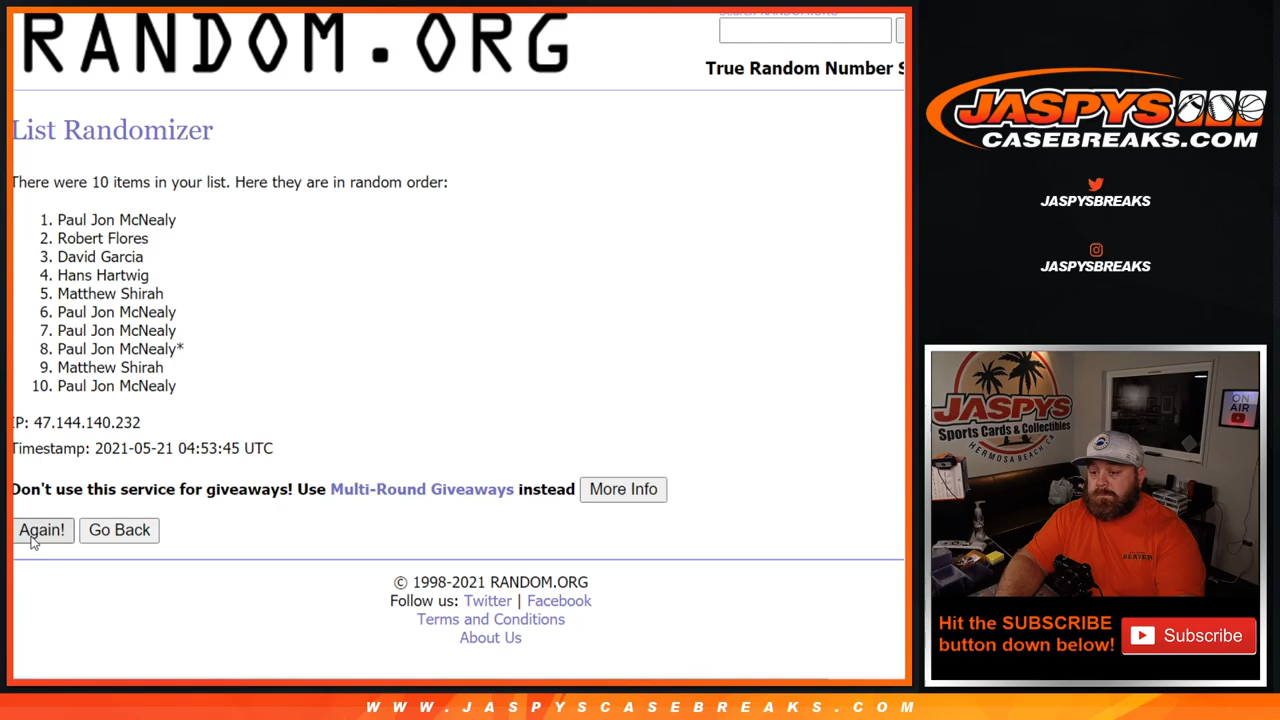 RANDOM.ORG
Search RANDOM.ORG
True Random Number S
List Randomizer
There were 10 items in your list. Here they are in random order:
1. Paul Jon McNealy
2. Robert Flores
3. David Garcia
4. Hans Hartwig
5. Matthew Shirah
6. Paul Jon McNealy
7. Paul Jon McNealy
8. Paul Jon McNealy*
9. Matthew Shirah
10. Paul Jon McNealy
IP: 47.144.140.232
Timestamp: 2021-05-21 04:53:45 UTC
Don't use this service for giveaways! Use Multi-Round Giveaways instead More Info
Again! Go Back
© 1998-2021 RANDOM.ORG
Follow us: Twitter | Facebook
Terms and Conditions
About Us
JASPYS
CASEBREAKS.COM
JASPYSBREAKS
JASPYSBREAKS
JASPYS
Sports Cards & Collectibles
HERMOSA BEACH, CA
ON
AIR
BEAVER
Hit the SUBSCRIBE
button down below!
Subscribe
WWW.JASPYSCASEBREAKS.COM